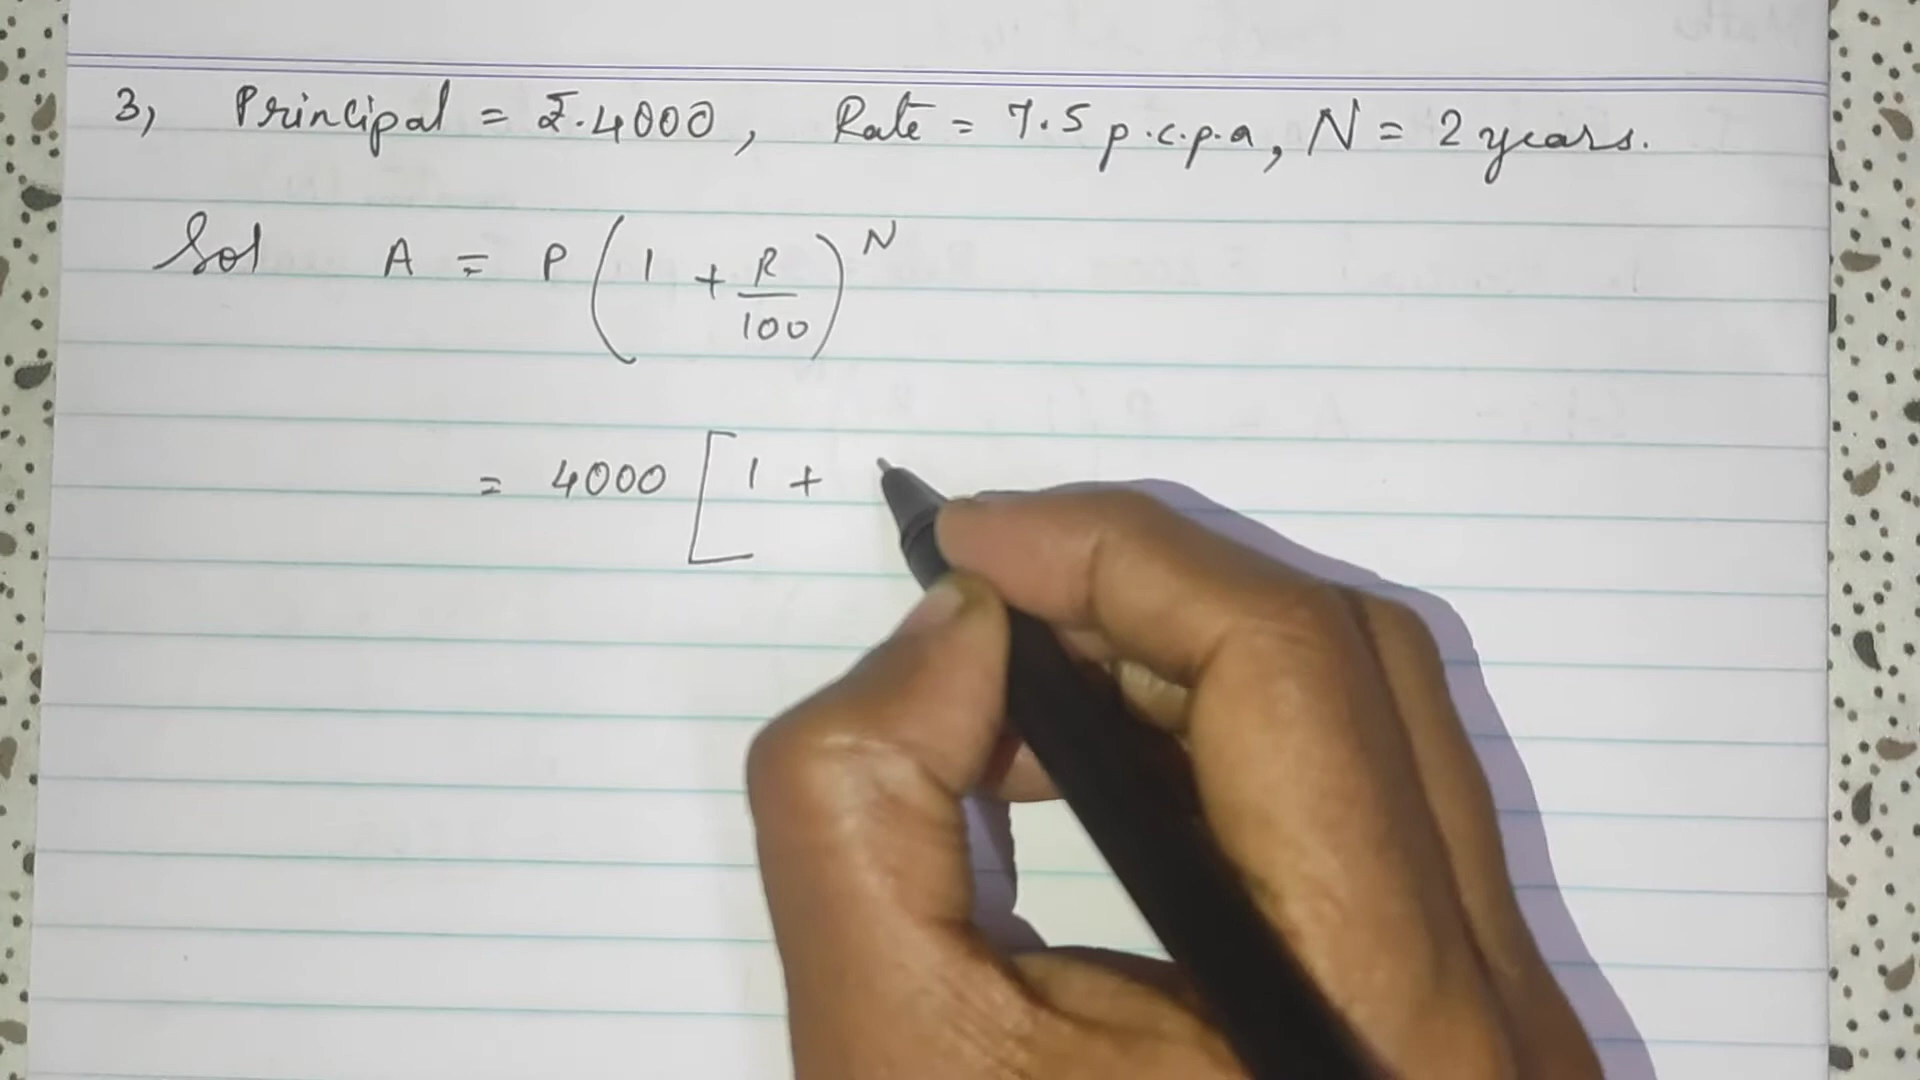 3, Principal = ₹.4000, Rate = 7.5 p.c.p.a, N = 2 years.
Sol A = P ( 1 + R/100 )^N
= 4000 [ 1 +